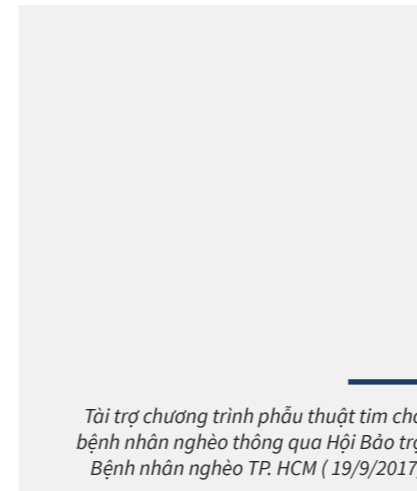 Tài trợ chương trình phẫu thuật tim cho
bệnh nhân nghèo thông qua Hội Bảo trợ
Bệnh nhân nghèo TP. HCM ( 19/9/2017